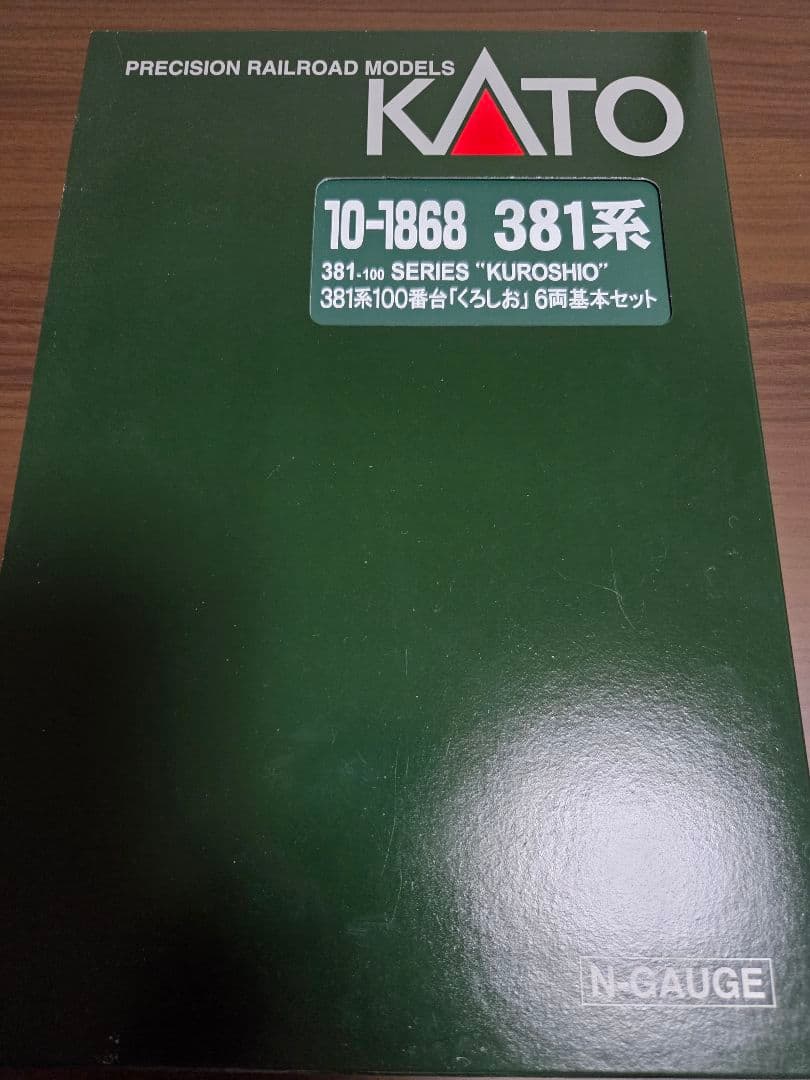 PRECISION RAILROAD MODELS
KATO
10-1868 381系
381-100 SERIES "KUROSHIO"
381系100番台「くろしお」6両基本セット
N-GAUGE